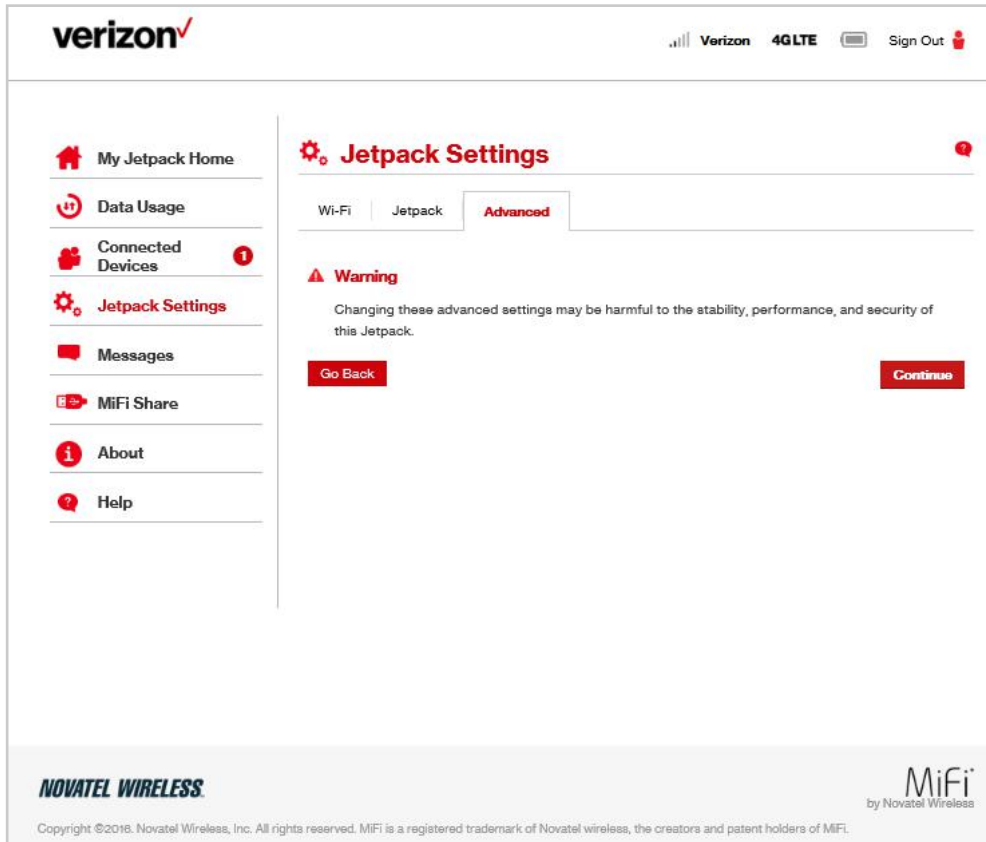 verizon
Verizon 4G LTE Sign Out
My Jetpack Home
Data Usage
Connected
Devices
1
Jetpack Settings
Messages
MiFi Share
About
Help
Jetpack Settings
?
Wi-Fi Jetpack Advanced
Warning
Changing these advanced settings may be harmful to the stability, performance, and security of
this Jetpack.
Go Back Continue
NOVATEL WIRELESS.
MiFi
by Novatel Wireless
Copyright ©2016. Novatel Wireless, Inc. All rights reserved. MiFi is a registered trademark of Novatel wireless, the creators and patent holders of MiFi.